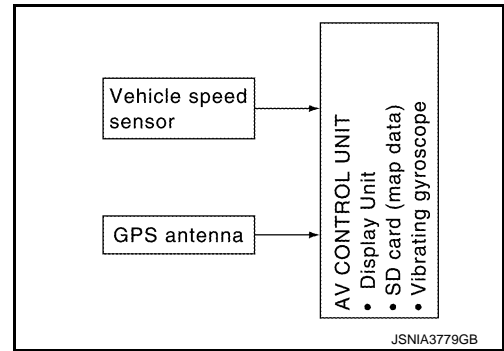 Vehicle speed
sensor
GPS antenna
AV CONTROL UNIT
• Display Unit
• SD card (map data)
• Vibrating gyroscope
JSNIA3779GB